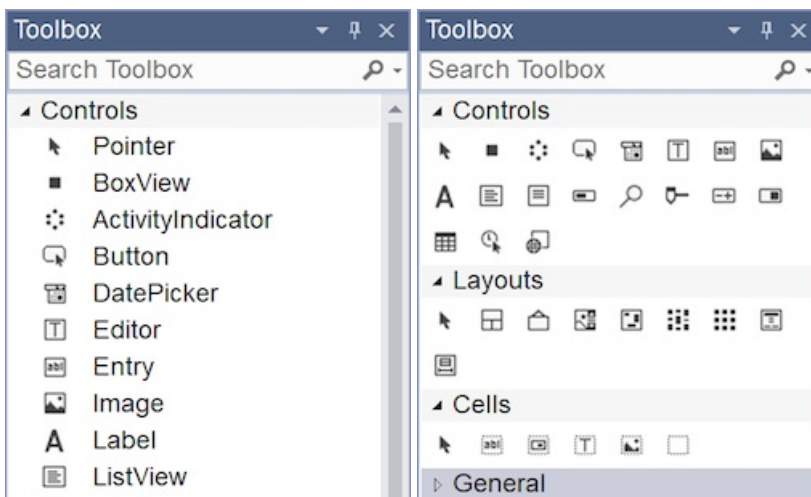 Toolbox
Search Toolbox
Controls
Pointer
BoxView
ActivityIndicator
Button
DatePicker
Editor
Entry
Image
Label
ListView
Toolbox
Search Toolbox
Controls
Layouts
Cells
General